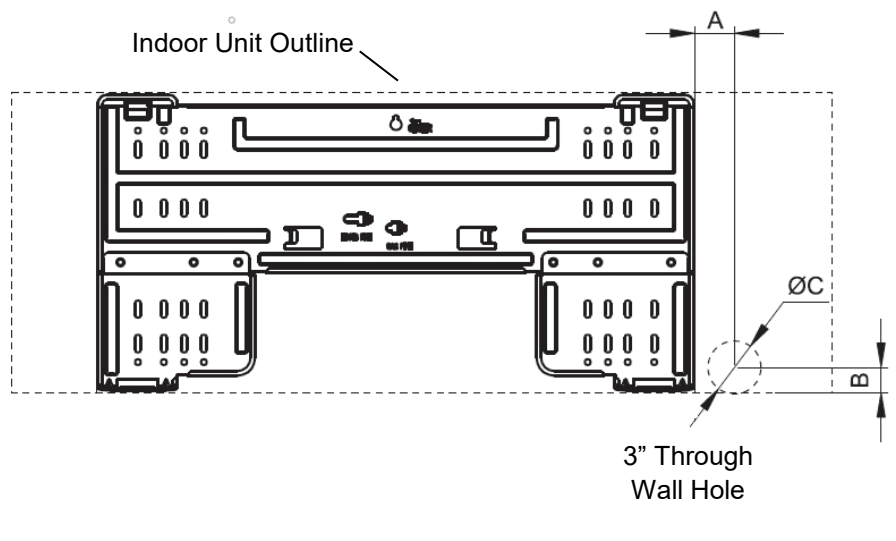 A
Indoor Unit Outline
ØC
B
3” Through
Wall Hole